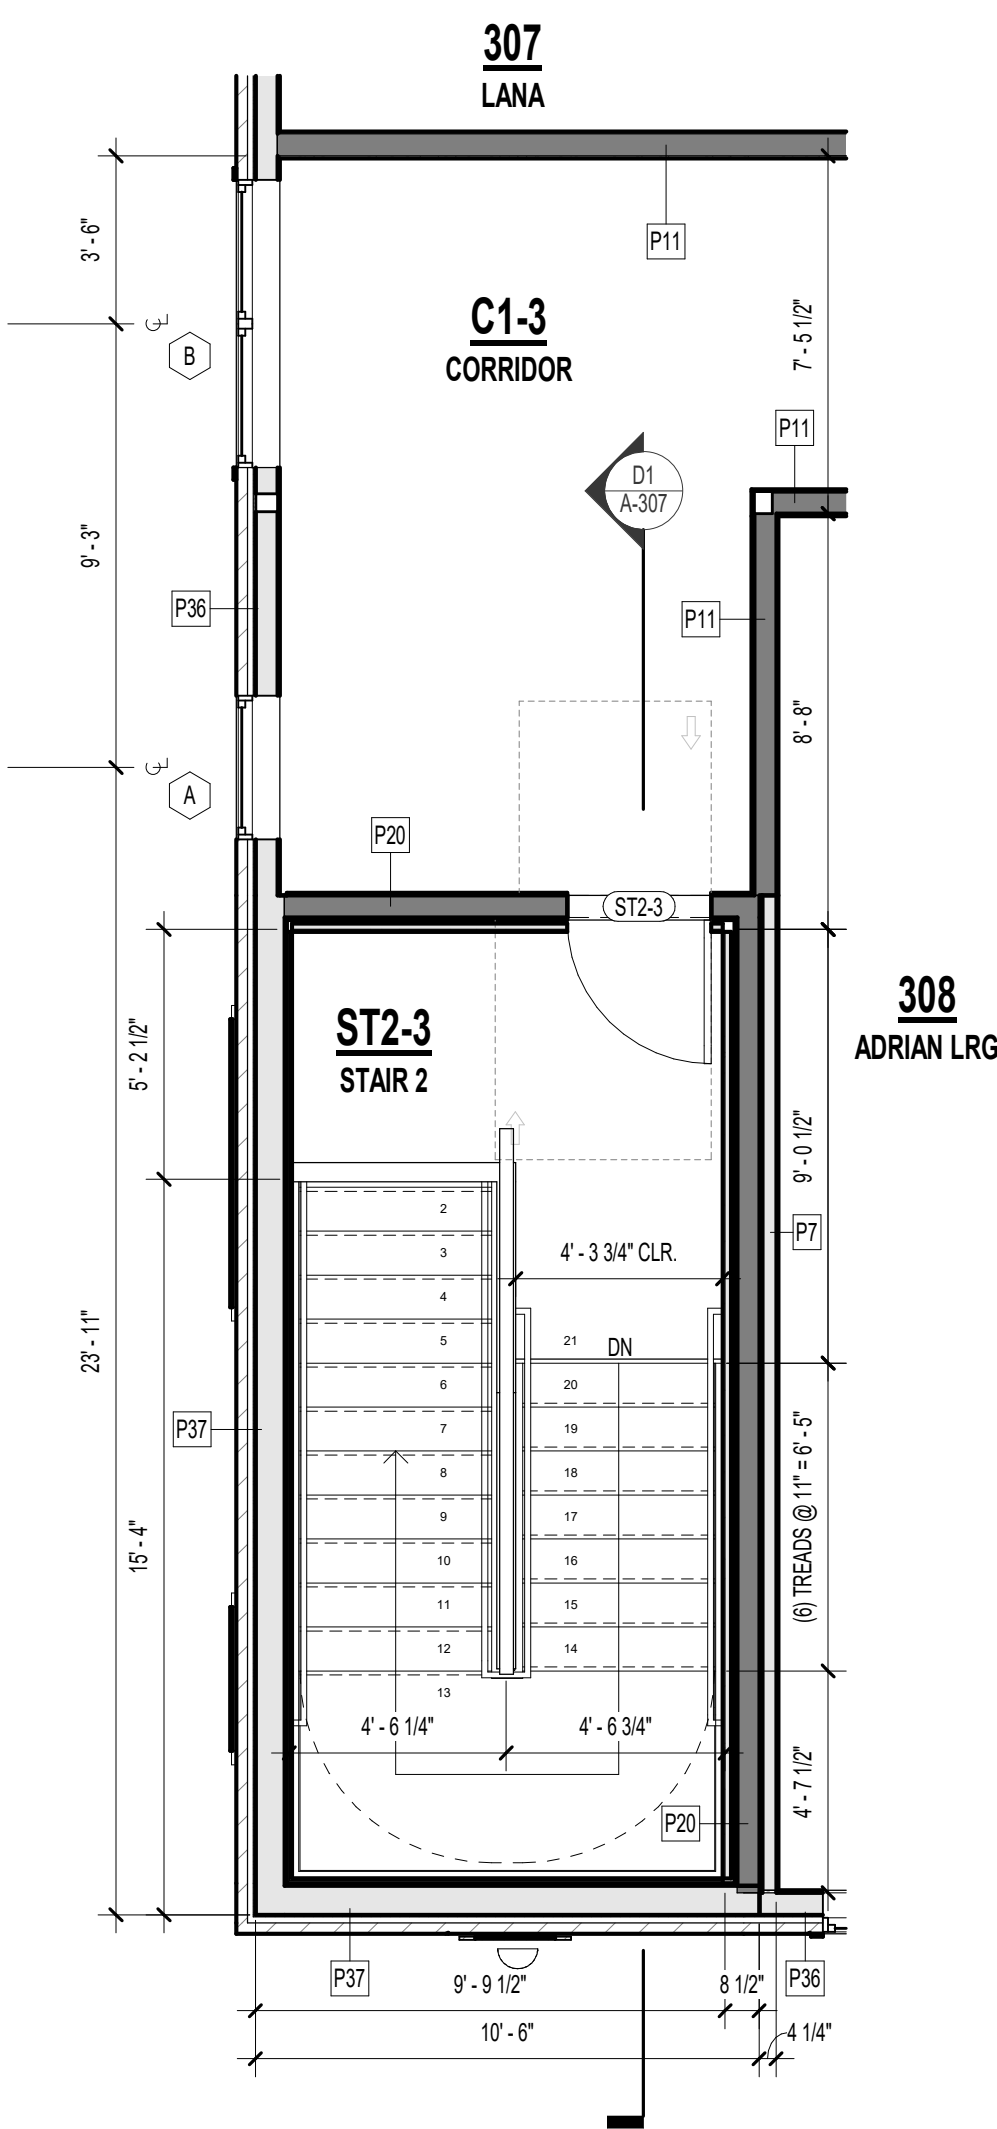 307
LANA
3' - 6"
P11
7' - 5 1/2"
C1-3
CORRIDOR
B
P11
D1
A-307
9' - 3"
P36
P11
8' - 8"
A
P20
ST2-3
308
ADRIAN LRG
ST2-3
STAIR 2
5' - 2 1/2"
9' - 0 1/2"
P7
4' - 3 3/4" CLR.
2
3
4
5
6
7
8
9
10
11
12
13
21
DN
20
19
18
17
16
15
14
23' - 11"
P37
15' - 4"
(6) TREADS @ 11" = 6' - 5"
4' - 6 1/4"
4' - 6 3/4"
4' - 7 1/2"
P20
P37
9' - 9 1/2"
8 1/2"
P36
10' - 6"
4 1/4"